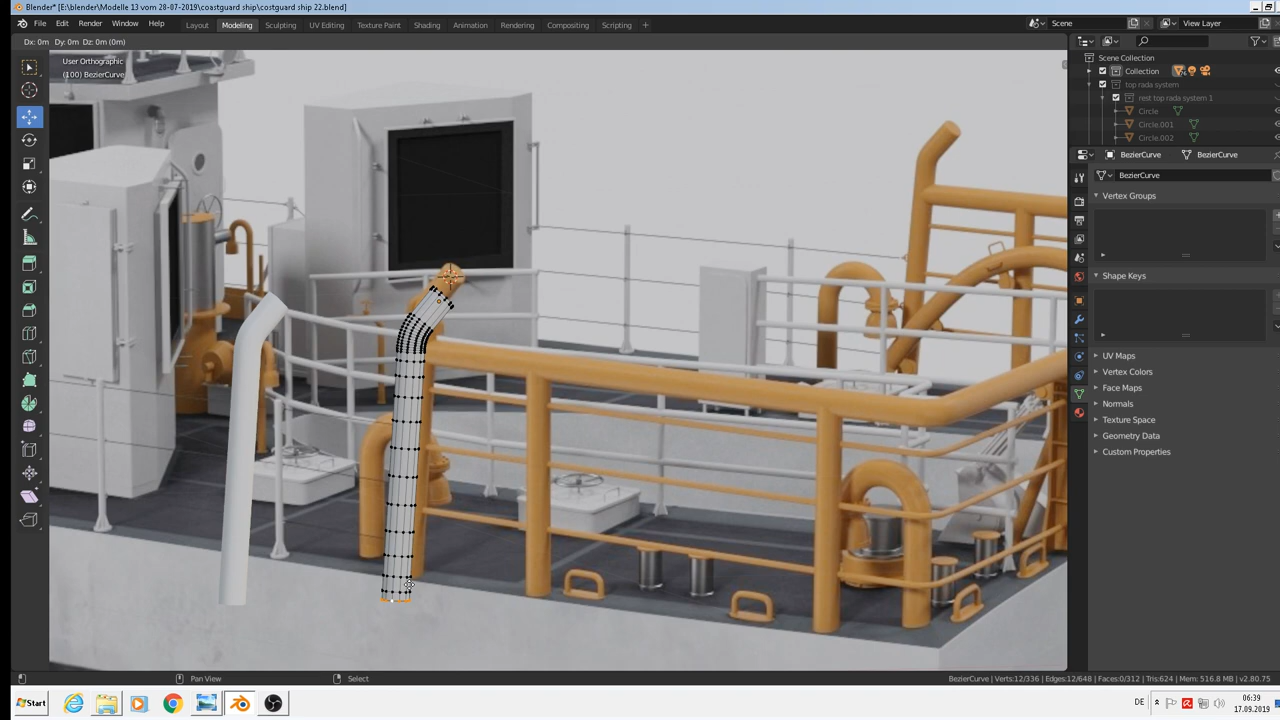 Blender* [E:\blender\Modelle 13 vom 28-07-2019\coastguard ship\costguard ship 22.blend]
File Edit Render Window Help Layout Modeling Sculpting UV Editing Texture Paint Shading Animation Rendering Compositing Scripting + Scene View Layer
Dx: 0m Dy: 0m Dz: 0m (0m)
User Orthographic
(100) BezierCurve
Scene Collection
Collection
top rada system
rest top rada system 1
Circle
Circle.001
Circle.002
BezierCurve BezierCurve
BezierCurve
Vertex Groups
Shape Keys
UV Maps
Vertex Colors
Face Maps
Normals
Texture Space
Geometry Data
Custom Properties
Pan View Select BezierCurve | Verts:12/336 | Edges:12/648 | Faces:0/312 | Tris:624 | Mem: 516.8 MB | v2.80.75
Start DE 06:39
17.09.2019